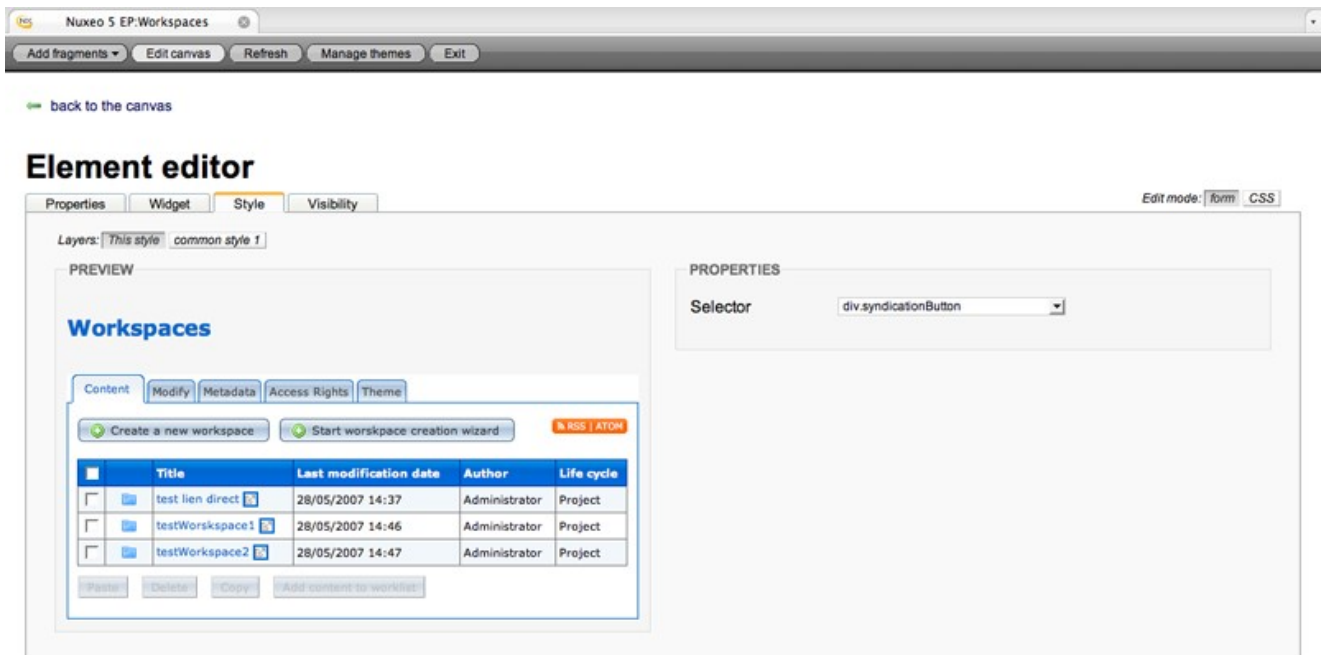 Nuxeo 5 EP:Workspaces
Add fragments Edit canvas Refresh Manage themes Exit
back to the canvas
Element editor
Properties Widget Style Visibility Edit mode: form CSS
Layers: This style common style 1
PREVIEW PROPERTIES
Selector div.syndicationButton
Workspaces
Content Modify Metadata Access Rights Theme
Create a new workspace Start worskpace creation wizard RSS | ATOM
Title Last modification date Author Life cycle
test lien direct 28/05/2007 14:37 Administrator Project
testWorskspace1 28/05/2007 14:46 Administrator Project
testWorkspace2 28/05/2007 14:47 Administrator Project
Paste Delete Copy Add content to worklist